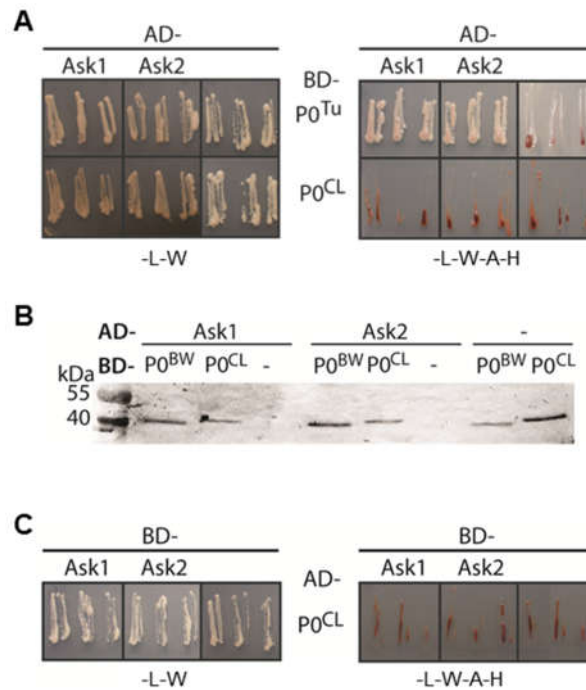 A
AD-
AD-
Ask1 Ask2
BD-
Ask1 Ask2
P0Tu
P0CL
-L-W
-L-W-A-H
B
AD- Ask1 Ask2 -
BD- P0BW P0CL - P0BW P0CL - P0BW P0CL
kDa
55
40
C
BD-
BD-
Ask1 Ask2
AD-
Ask1 Ask2
P0CL
-L-W
-L-W-A-H